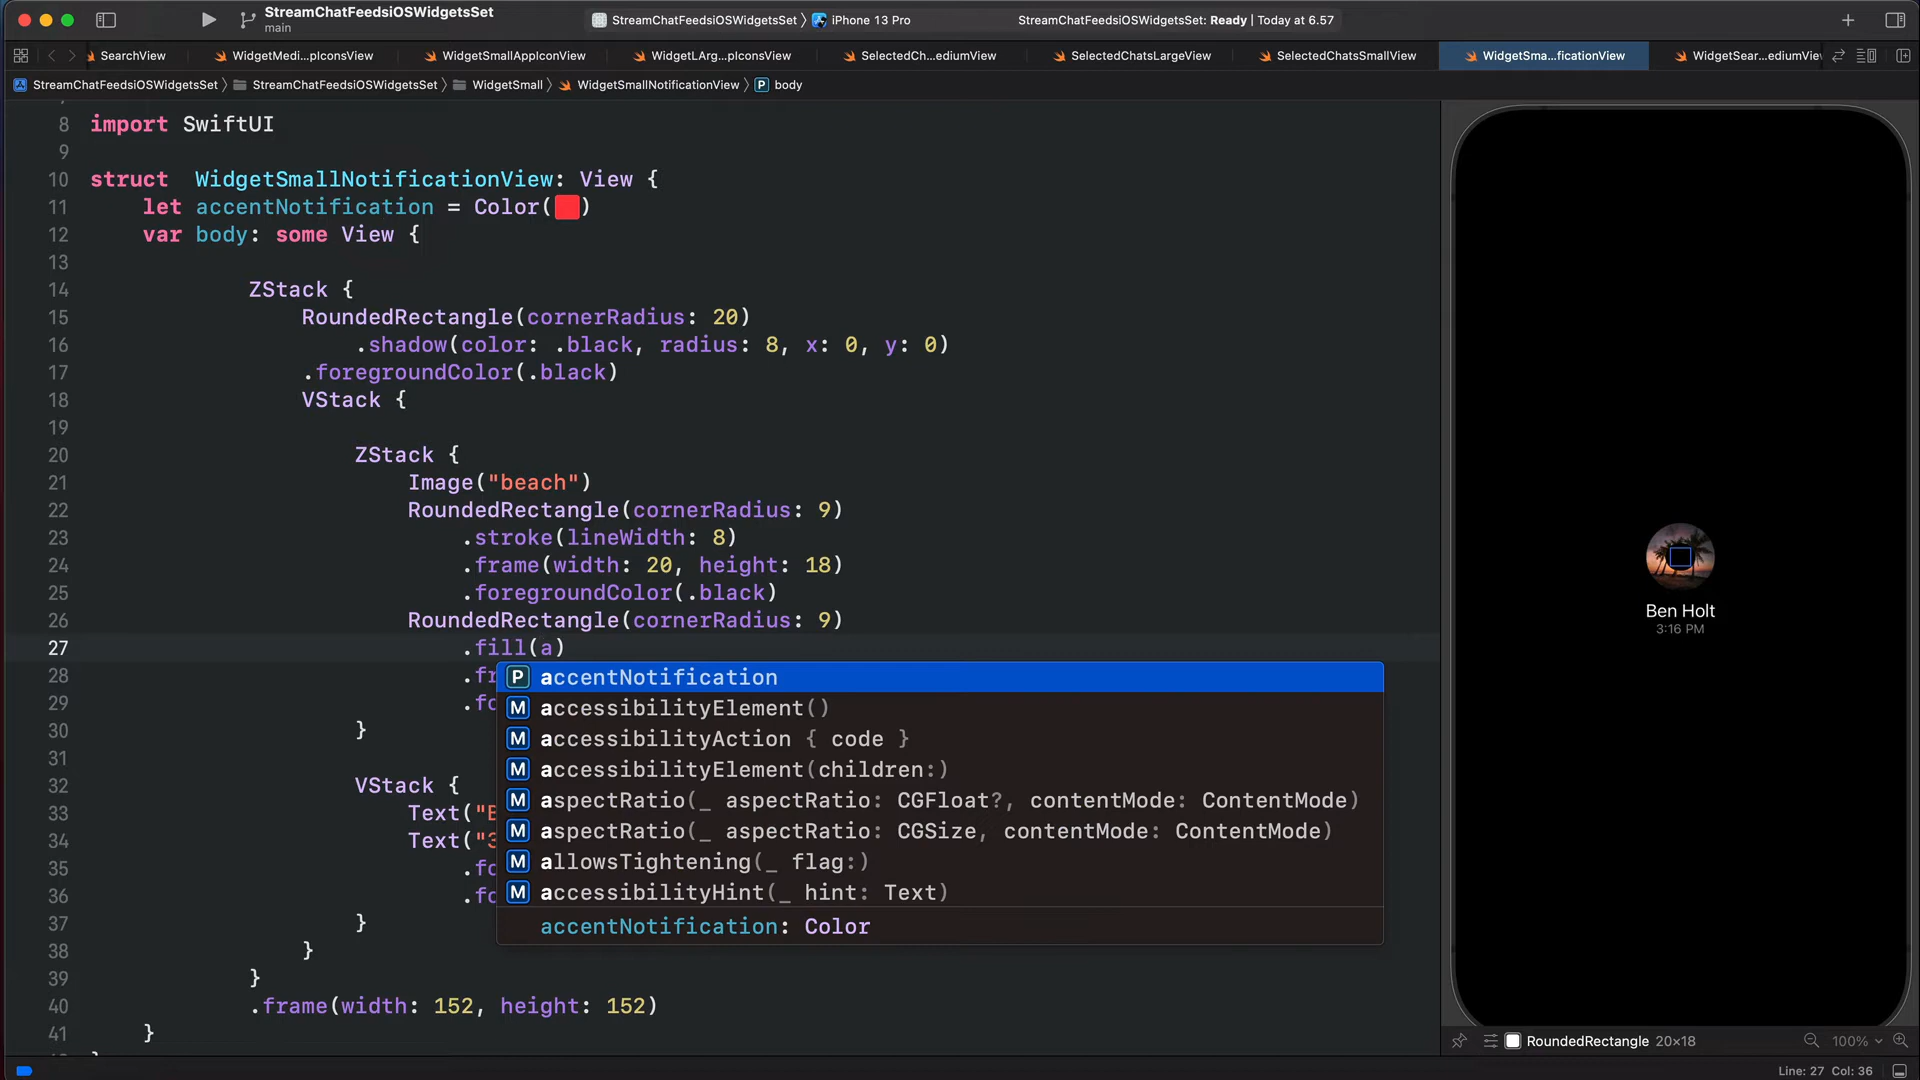 StreamChatFeedsiOSWidgetsSet
main
StreamChatFeedsiOSWidgetsSet 〉 iPhone 13 Pro
StreamChatFeedsiOSWidgetsSet: Ready | Today at 6.57
SearchView
WidgetMedi...pIconsView
WidgetSmallAppIconView
WidgetLArg...pIconsView
SelectedCh...ediumView
SelectedChatsLargeView
SelectedChatsSmallView
WidgetSma...ficationView
WidgetSear...ediumView
StreamChatFeedsiOSWidgetsSet 〉 StreamChatFeedsiOSWidgetsSet 〉 WidgetSmall 〉 WidgetSmallNotificationView 〉 P body
8 import SwiftUI
9
10 struct  WidgetSmallNotificationView: View {
11 let accentNotification = Color( )
12 var body: some View {
13
14 ZStack {
15 RoundedRectangle(cornerRadius: 20)
16 .shadow(color: .black, radius: 8, x: 0, y: 0)
17 .foregroundColor(.black)
18 VStack {
19
20 ZStack {
21 Image("beach")
22 RoundedRectangle(cornerRadius: 9)
23 .stroke(lineWidth: 8)
24 .frame(width: 20, height: 18)
25 .foregroundColor(.black)
26 RoundedRectangle(cornerRadius: 9)
27 .fill(a)
28 .fr
29 .fo
30 }
31
32 VStack {
33 Text("B
34 Text("3
35 .fo
36 .fo
37 }
38 }
39 }
40 .frame(width: 152, height: 152)
41 }
P accentNotification
M accessibilityElement()
M accessibilityAction { code }
M accessibilityElement(children:)
M aspectRatio(_ aspectRatio: CGFloat?, contentMode: ContentMode)
M aspectRatio(_ aspectRatio: CGSize, contentMode: ContentMode)
M allowsTightening(_ flag:)
M accessibilityHint(_ hint: Text)
accentNotification: Color
Ben Holt
3:16 PM
RoundedRectangle 20×18
100%
Line: 27 Col: 36